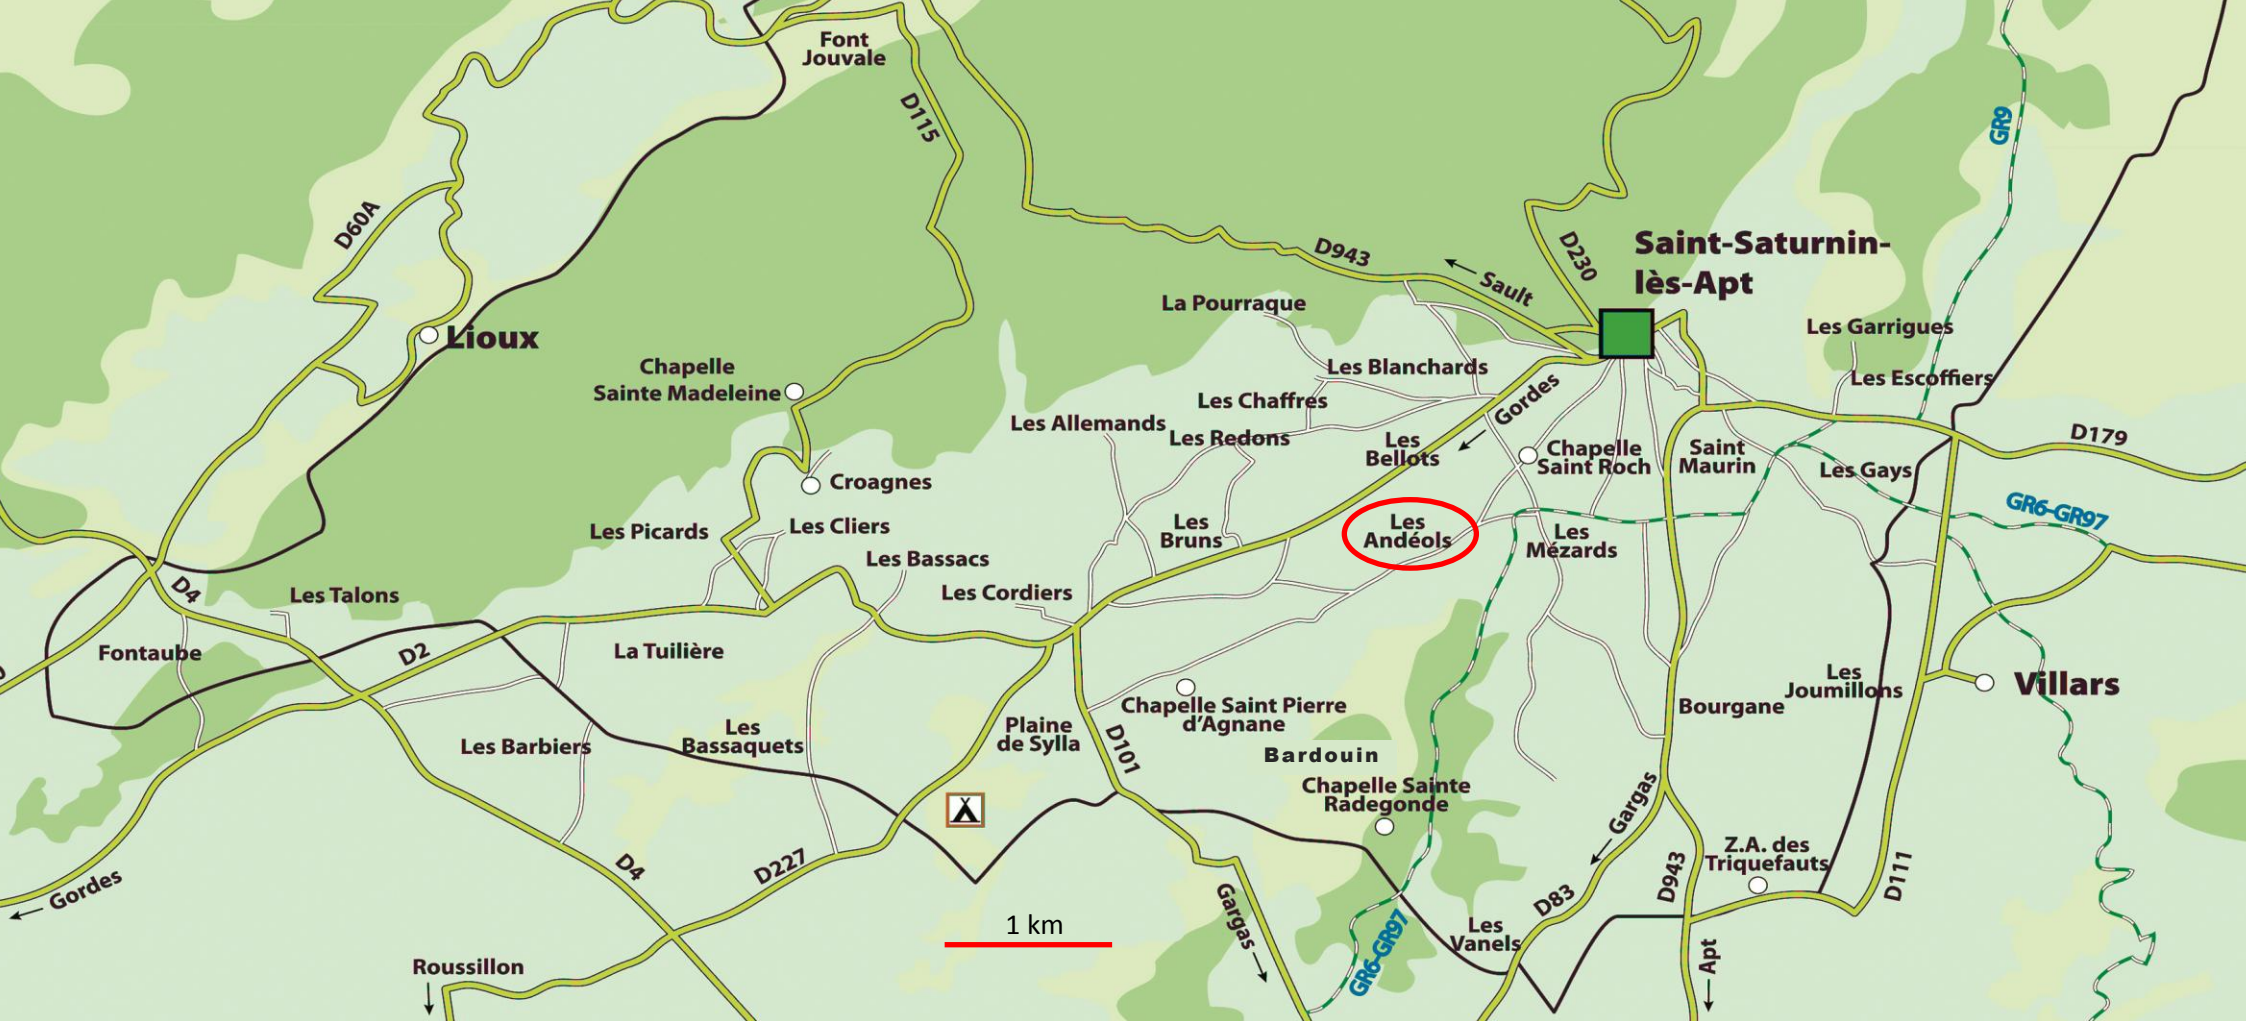 Font
Jouvale
D115
GR9
D60A
D943
Sault
D230
Saint-Saturnin-
lès-Apt
La Pourraque
Lioux
Les Garrigues
Chapelle
Sainte Madeleine
Les Blanchards
Les Escoffiers
Gordes
Les Chaffres
Les Allemands
Les Redons
Les
Bellots
Chapelle
Saint Roch
Saint
Maurin
D179
Les Gays
Croagnes
GR6-GR97
Les Picards
Les Cliers
Les
Bruns
Les
Andéols
Les
Mézards
Les Bassacs
D4
Les Talons
Les Cordiers
Fontaube
D2
La Tuilière
Les
Joumillons
Villars
Chapelle Saint Pierre
d'Agnane
Bourgane
Les
Bassaquets
Plaine
de Sylla
D101
Les Barbiers
Bardouin
Chapelle Sainte
Radegonde
Gargas
Z.A. des
Triquefauts
D4
D227
D943
D111
Gordes
D83
1 km
Gargas
GR6-GR97
Les
Vanels
Roussillon
Apt